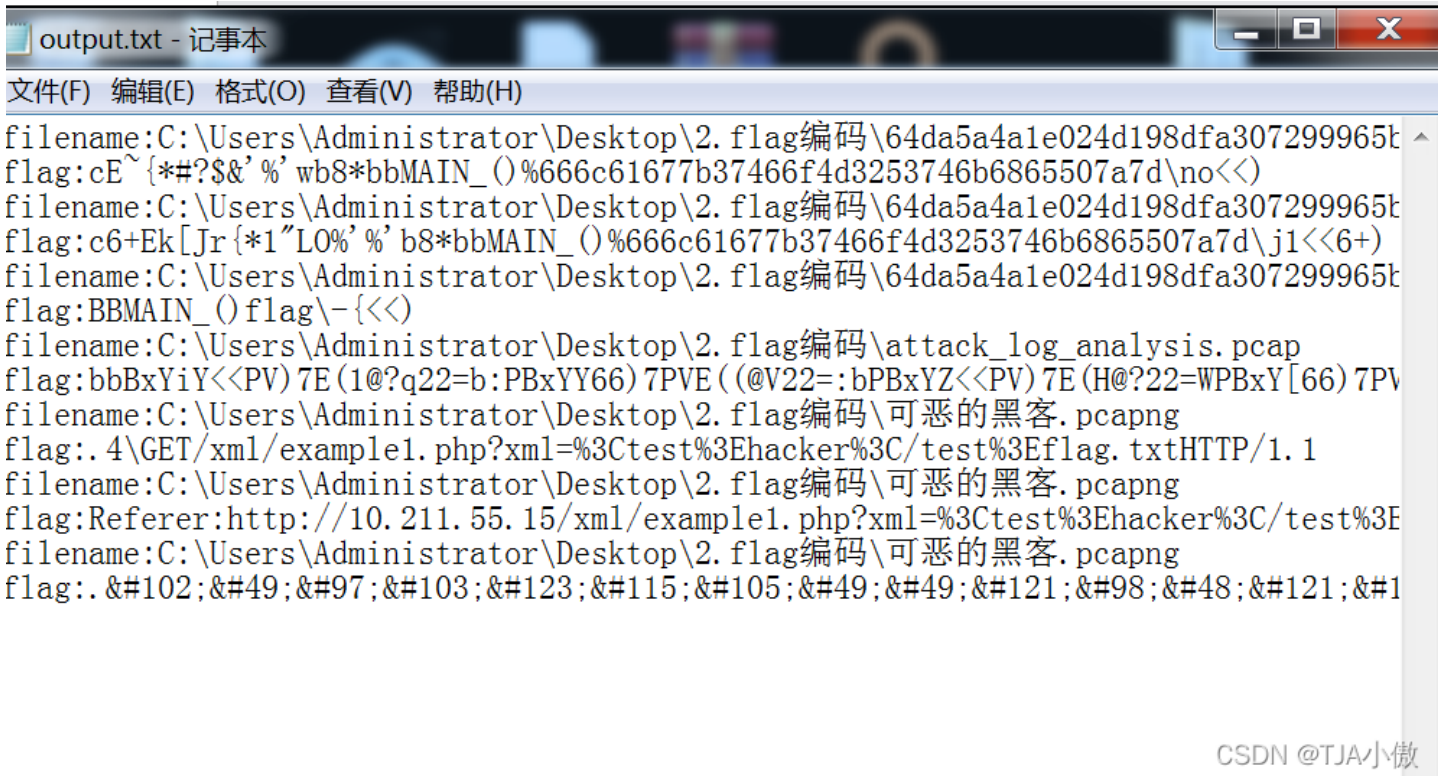 output.txt - 记事本
文件(F) 编辑(E) 格式(O) 查看(V) 帮助(H)
filename:C:\Users\Administrator\Desktop\2.flag编码\64da5a4a1e024d198dfa307299965b
flag:cE~{*#?$&'%'wb8*bbMAIN_()%666c61677b37466f4d3253746b6865507a7d\no<<)
filename:C:\Users\Administrator\Desktop\2.flag编码\64da5a4a1e024d198dfa307299965b
flag:c6+Ek[Jr{*1"LO%'%'b8*bbMAIN_()%666c61677b37466f4d3253746b6865507a7d\j1<<6+)
filename:C:\Users\Administrator\Desktop\2.flag编码\64da5a4a1e024d198dfa307299965b
flag:BBMAIN_()flag\-{<<)
filename:C:\Users\Administrator\Desktop\2.flag编码\attack_log_analysis.pcap
flag:bbBxYiY<<PV)7E(1@?q22=b:PBxYY66)7PVE((@V22=:bPBxYZ<<PV)7E(H@?22=WPBxY[66)7PV
filename:C:\Users\Administrator\Desktop\2.flag编码\可恶的黑客.pcapng
flag:.4\GET/xml/example1.php?xml=%3Ctest%3Ehacker%3C/test%3Eflag.txtHTTP/1.1
filename:C:\Users\Administrator\Desktop\2.flag编码\可恶的黑客.pcapng
flag:Referer:http://10.211.55.15/xml/example1.php?xml=%3Ctest%3Ehacker%3C/test%3E
filename:C:\Users\Administrator\Desktop\2.flag编码\可恶的黑客.pcapng
flag:.&#102;&#49;&#97;&#103;&#123;&#115;&#105;&#49;&#49;&#121;&#98;&#48;&#121;&#1
CSDN @TJA小傲